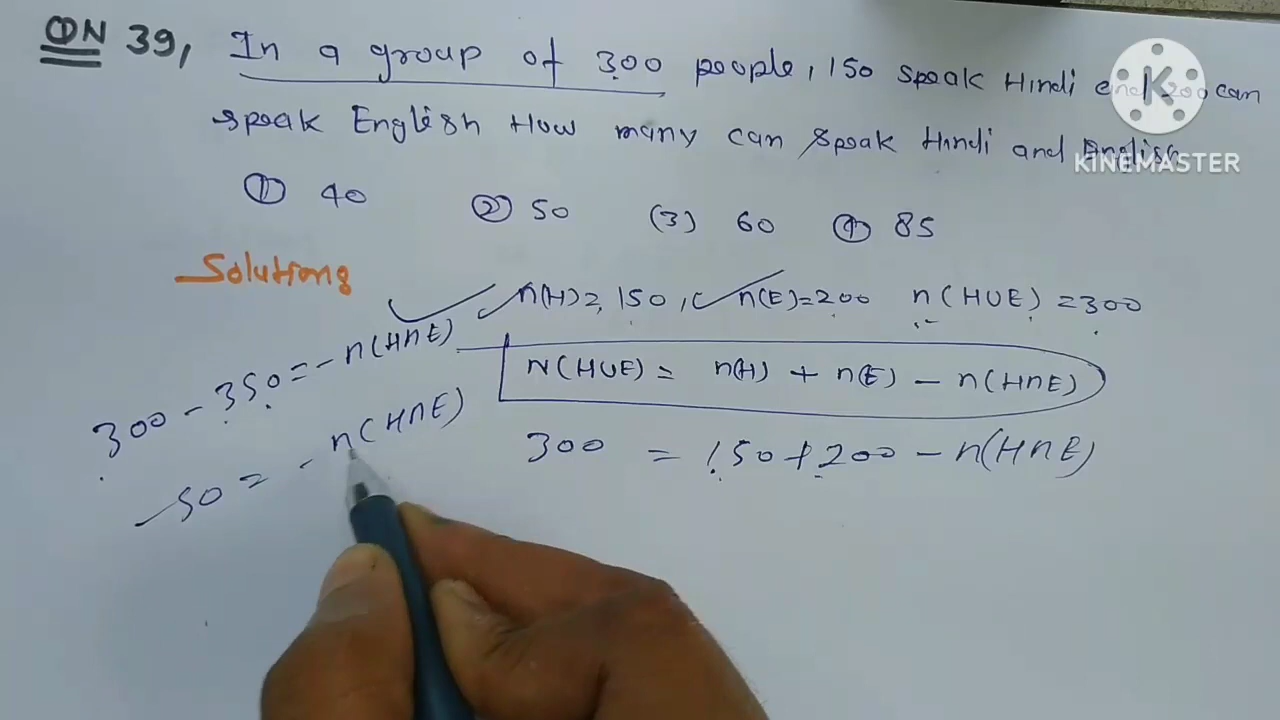 QN 39, In a group of 300 people, 150 speak Hindi and 200 can
speak English How many can speak Hindi and English
① 40 ② 50 (3) 60 ④ 85
Solutions
n(H)=150, n(E)=200 n(HUE) =300
N(HUE) = n(H) + n(E) - n(H∩E)
300 = 150+200 - n(H∩E)
300 - 350 = - n(H∩E)
-50 = - n(H∩E)
K
KINEMASTER